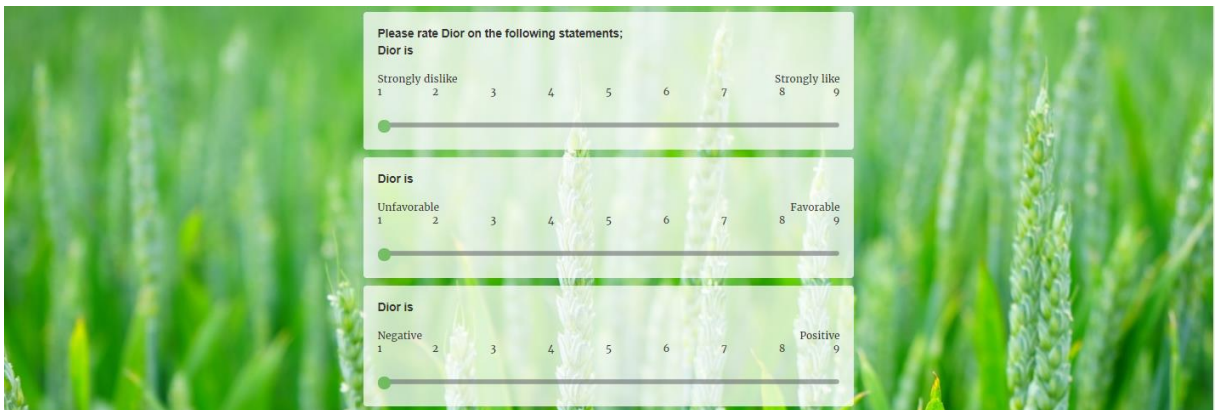 Please rate Dior on the following statements;
Dior is
Strongly dislike Strongly like
1 2 3 4 5 6 7 8 9
Dior is
Unfavorable Favorable
1 2 3 4 5 6 7 8 9
Dior is
Negative Positive
1 2 3 4 5 6 7 8 9